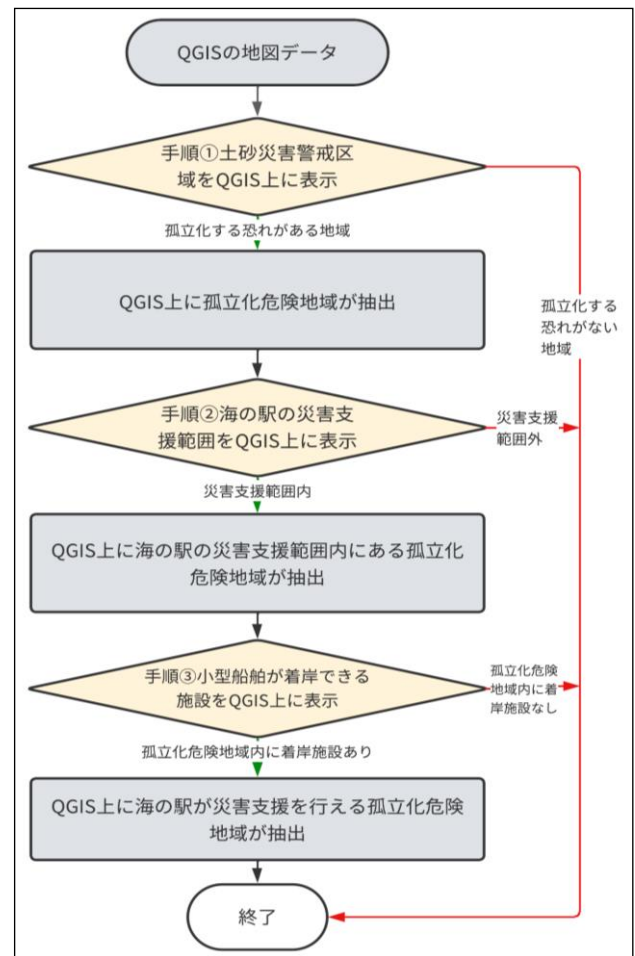 QGISの地図データ
手順①土砂災害警戒区
域をQGIS上に表示
孤立化する恐れがある地域
QGIS上に孤立化危険地域が抽出
孤立化する
恐れがない
地域
手順②海の駅の災害支
援範囲をQGIS上に表示
災害支援
範囲外
災害支援範囲内
QGIS上に海の駅の災害支援範囲内にある孤立化
危険地域が抽出
手順③小型船舶が着岸できる
施設をQGIS上に表示
孤立化危険
地域内に着
岸施設なし
孤立化危険地域内に着岸施設あり
QGIS上に海の駅が災害支援を行える孤立化危険
地域が抽出
終了